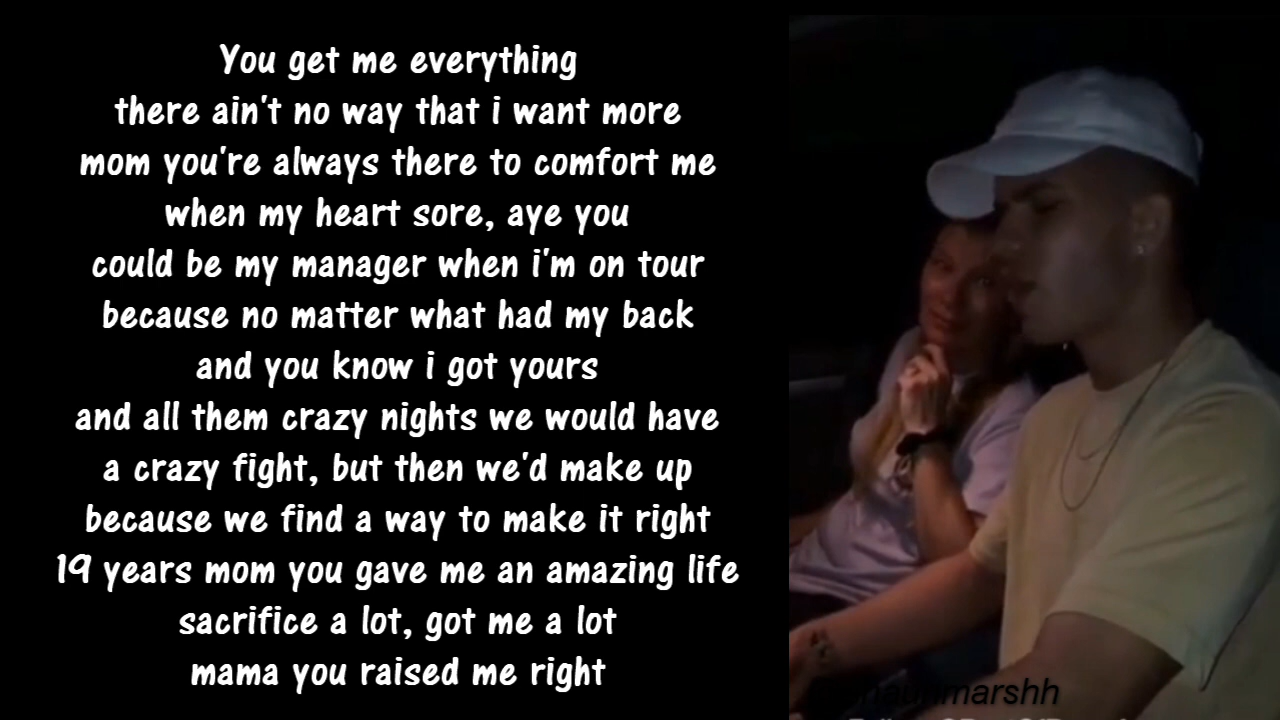 You get me everything
there ain't no way that i want more
mom you're always there to comfort me
when my heart sore, aye you
could be my manager when i'm on tour
because no matter what had my back
and you know i got yours
and all them crazy nights we would have
a crazy fight, but then we'd make up
because we find a way to make it right
19 years mom you gave me an amazing life
sacrifice a lot, got me a lot
mama you raised me right